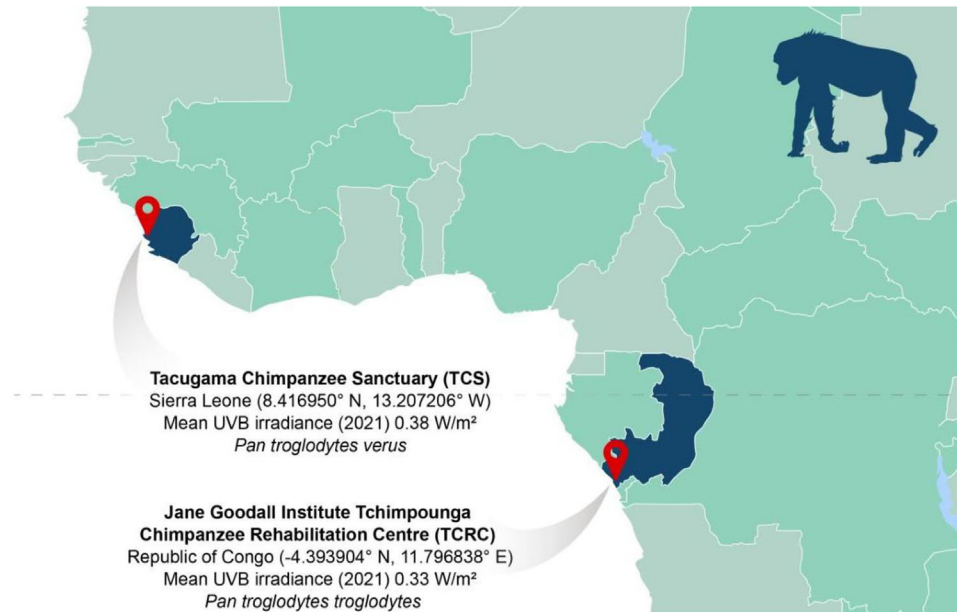 Tacugama Chimpanzee Sanctuary (TCS)
Sierra Leone (8.416950° N, 13.207206° W)
Mean UVB irradiance (2021) 0.38 W/m²
Pan troglodytes verus
Jane Goodall Institute Tchimpounga
Chimpanzee Rehabilitation Centre (TCRC)
Republic of Congo (-4.393904° N, 11.796838° E)
Mean UVB irradiance (2021) 0.33 W/m²
Pan troglodytes troglodytes